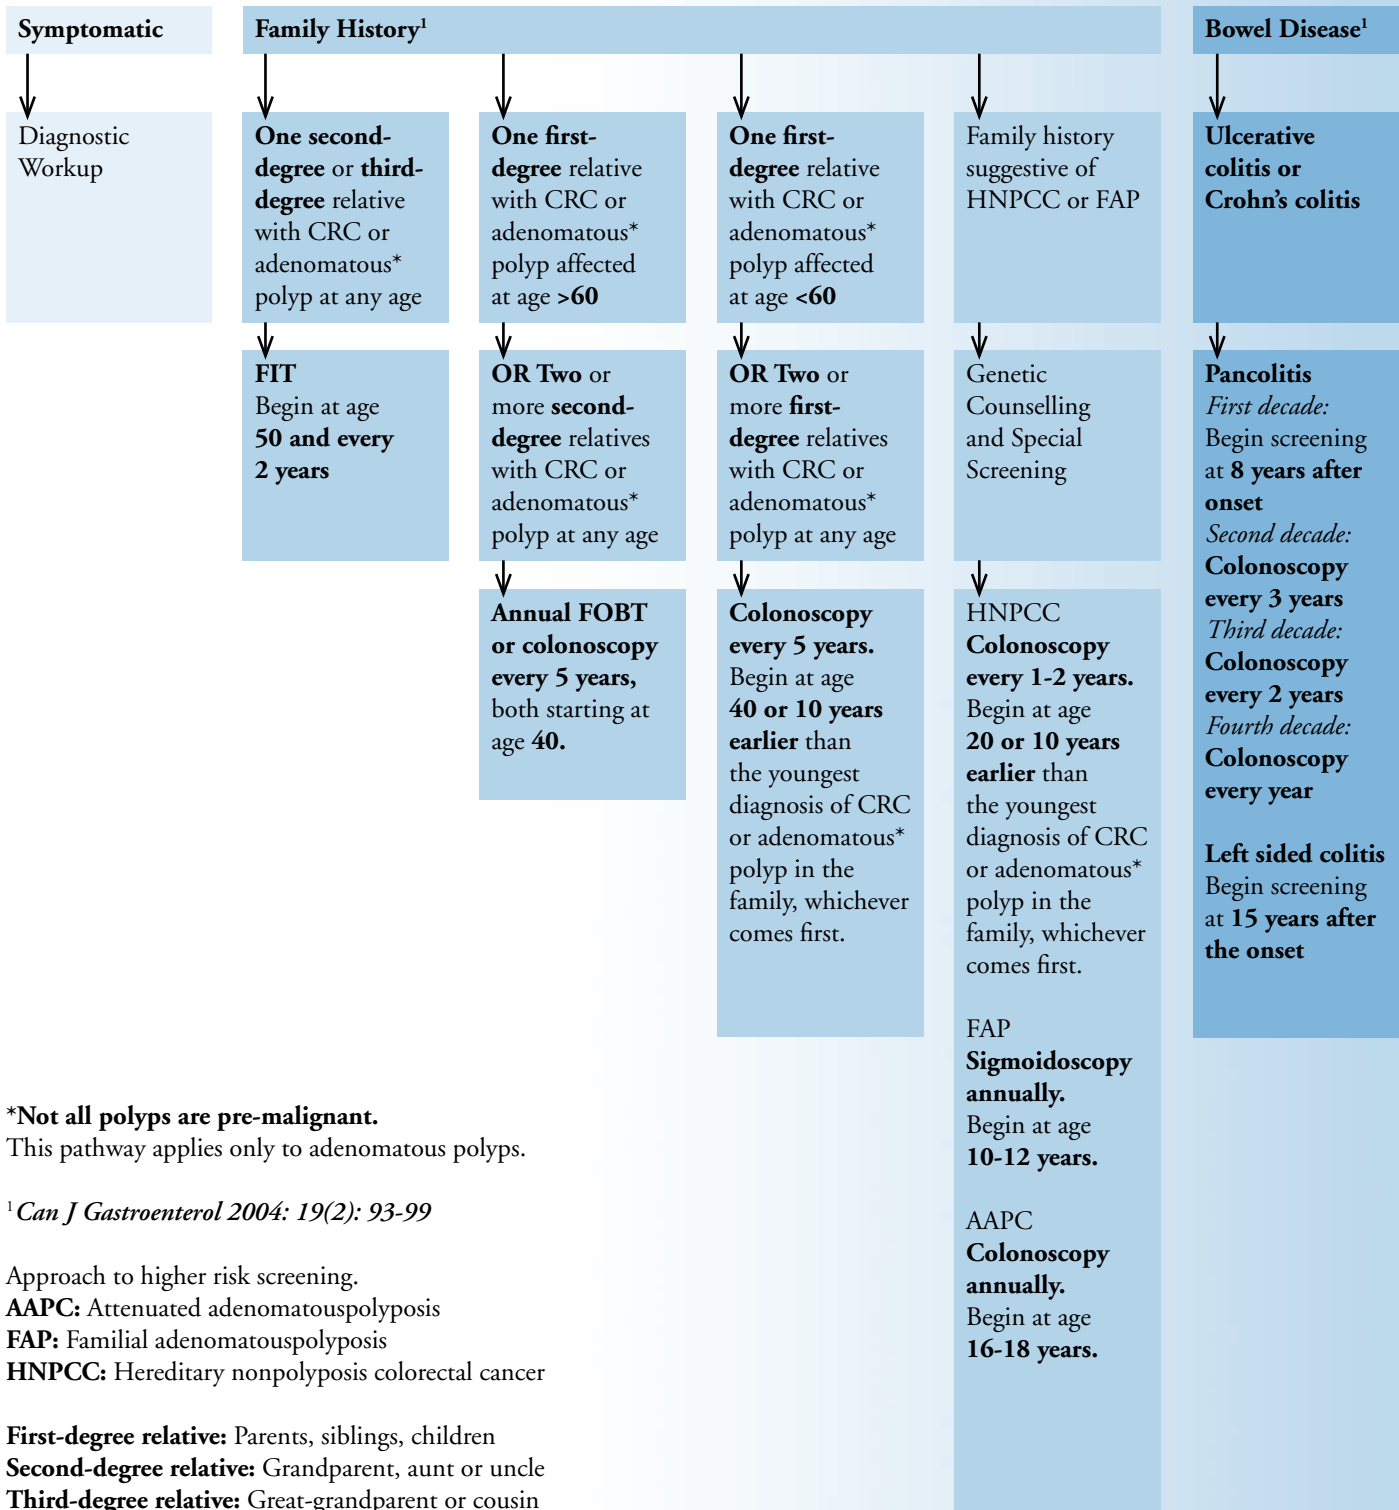 Symptomatic
Diagnostic
Workup
Family History¹
One second-
degree or third-
degree relative
with CRC or
adenomatous*
polyp at any age
FIT
Begin at age
50 and every
2 years
One first-
degree relative
with CRC or
adenomatous*
polyp affected
at age >60
OR Two or
more second-
degree relatives
with CRC or
adenomatous*
polyp at any age
Annual FOBT
or colonoscopy
every 5 years,
both starting at
age 40.
One first-
degree relative
with CRC or
adenomatous*
polyp affected
at age <60
OR Two or
more first-
degree relatives
with CRC or
adenomatous*
polyp at any age
Colonoscopy
every 5 years.
Begin at age
40 or 10 years
earlier than
the youngest
diagnosis of CRC
or adenomatous*
polyp in the
family, whichever
comes first.
Family history
suggestive of
HNPCC or FAP
Genetic
Counselling
and Special
Screening
HNPCC
Colonoscopy
every 1-2 years.
Begin at age
20 or 10 years
earlier than
the youngest
diagnosis of CRC
or adenomatous*
polyp in the
family, whichever
comes first.
FAP
Sigmoidoscopy
annually.
Begin at age
10-12 years.
AAPC
Colonoscopy
annually.
Begin at age
16-18 years.
Bowel Disease¹
Ulcerative
colitis or
Crohn's colitis
Pancolitis
First decade:
Begin screening
at 8 years after
onset
Second decade:
Colonoscopy
every 3 years
Third decade:
Colonoscopy
every 2 years
Fourth decade:
Colonoscopy
every year
Left sided colitis
Begin screening
at 15 years after
the onset
*Not all polyps are pre-malignant.
This pathway applies only to adenomatous polyps.
¹Can J Gastroenterol 2004: 19(2): 93-99
Approach to higher risk screening.
AAPC: Attenuated adenomatouspolyposis
FAP: Familial adenomatouspolyposis
HNPCC: Hereditary nonpolyposis colorectal cancer
First-degree relative: Parents, siblings, children
Second-degree relative: Grandparent, aunt or uncle
Third-degree relative: Great-grandparent or cousin